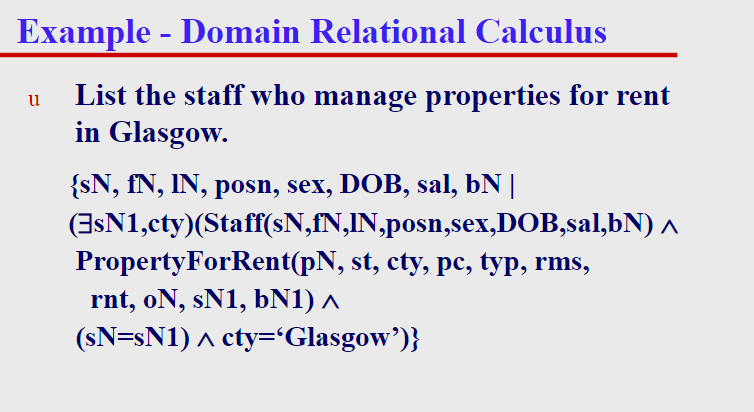 Example - Domain Relational Calculus
u List the staff who manage properties for rent
in Glasgow.
{sN, fN, lN, posn, sex, DOB, sal, bN |
(∃sN1,cty)(Staff(sN,fN,lN,posn,sex,DOB,sal,bN) ∧
PropertyForRent(pN, st, cty, pc, typ, rms,
rnt, oN, sN1, bN1) ∧
(sN=sN1) ∧ cty=‘Glasgow’)}